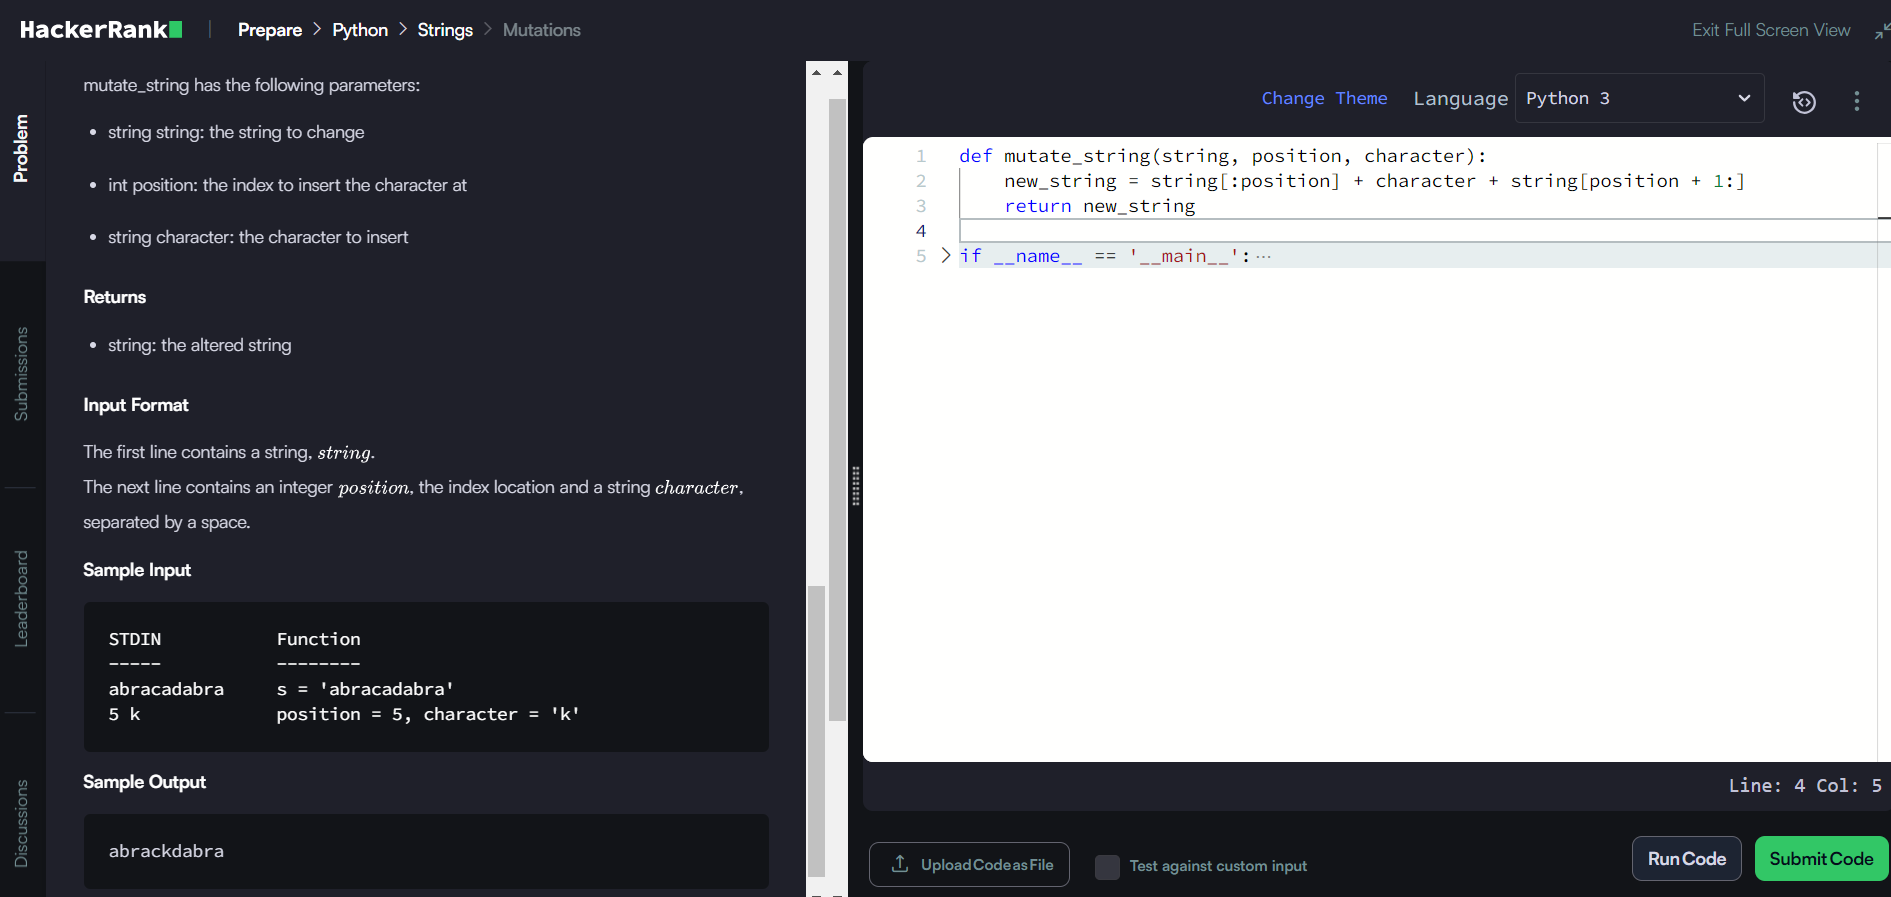 HackerRank
Prepare > Python > Strings > Mutations
Exit Full Screen View
Problem
Submissions
Leaderboard
Discussions
mutate_string has the following parameters:
• string string: the string to change
• int position: the index to insert the character at
• string character: the character to insert
Returns
• string: the altered string
Input Format
The first line contains a string, string.
The next line contains an integer position, the index location and a string character,
separated by a space.
Sample Input
STDIN           Function
-----           --------
abracadabra     s = 'abracadabra'
5 k             position = 5, character = 'k'
Sample Output
abrackdabra
Change Theme Language Python 3
1 def mutate_string(string, position, character):
2     new_string = string[:position] + character + string[position + 1:]
3     return new_string
4
5 > if __name__ == '__main__':···
Line: 4 Col: 5
Upload Code as File
Test against custom input
Run Code
Submit Code